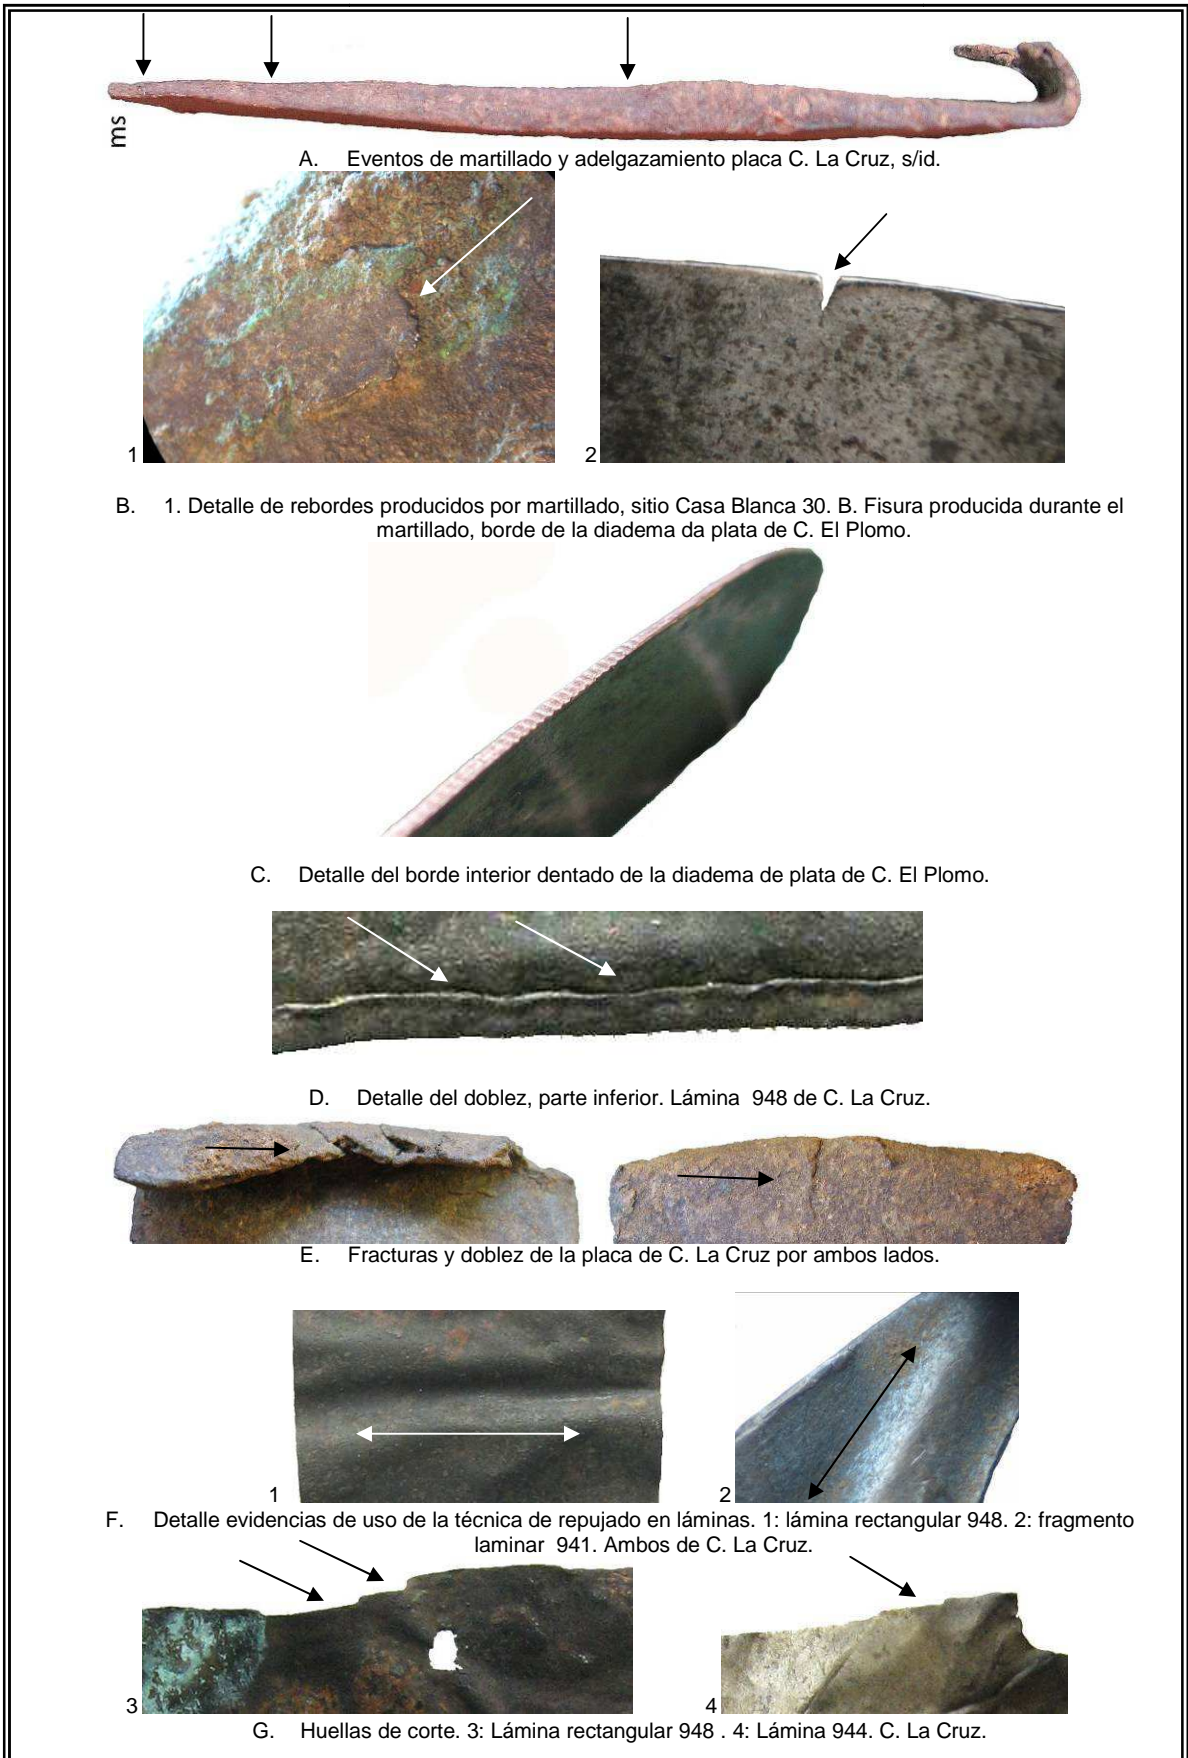 ms
A. Eventos de martillado y adelgazamiento placa C. La Cruz, s/id.
1
2
B. 1. Detalle de rebordes producidos por martillado, sitio Casa Blanca 30. B. Fisura producida durante el
martillado, borde de la diadema da plata de C. El Plomo.
C. Detalle del borde interior dentado de la diadema de plata de C. El Plomo.
D. Detalle del doblez, parte inferior. Lámina 948 de C. La Cruz.
E. Fracturas y doblez de la placa de C. La Cruz por ambos lados.
1
2
F. Detalle evidencias de uso de la técnica de repujado en láminas. 1: lámina rectangular 948. 2: fragmento
laminar 941. Ambos de C. La Cruz.
3
4
G. Huellas de corte. 3: Lámina rectangular 948 . 4: Lámina 944. C. La Cruz.